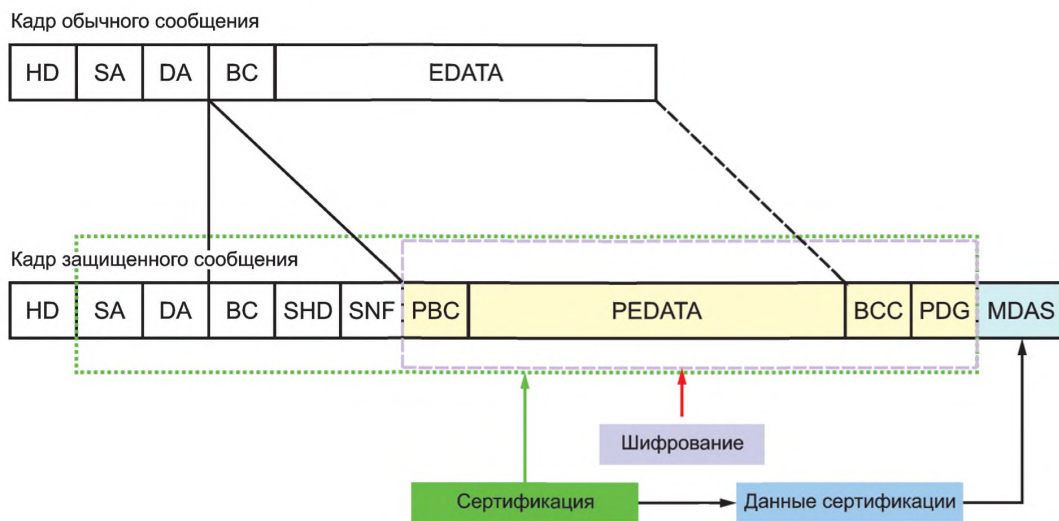 Кадр обычного сообщения
HD SA DA BC EDATA
Кадр защищенного сообщения
HD SA DA BC SHD SNF PBC PEDATA BCC PDG MDAS
Шифрование
Сертификация Данные сертификации